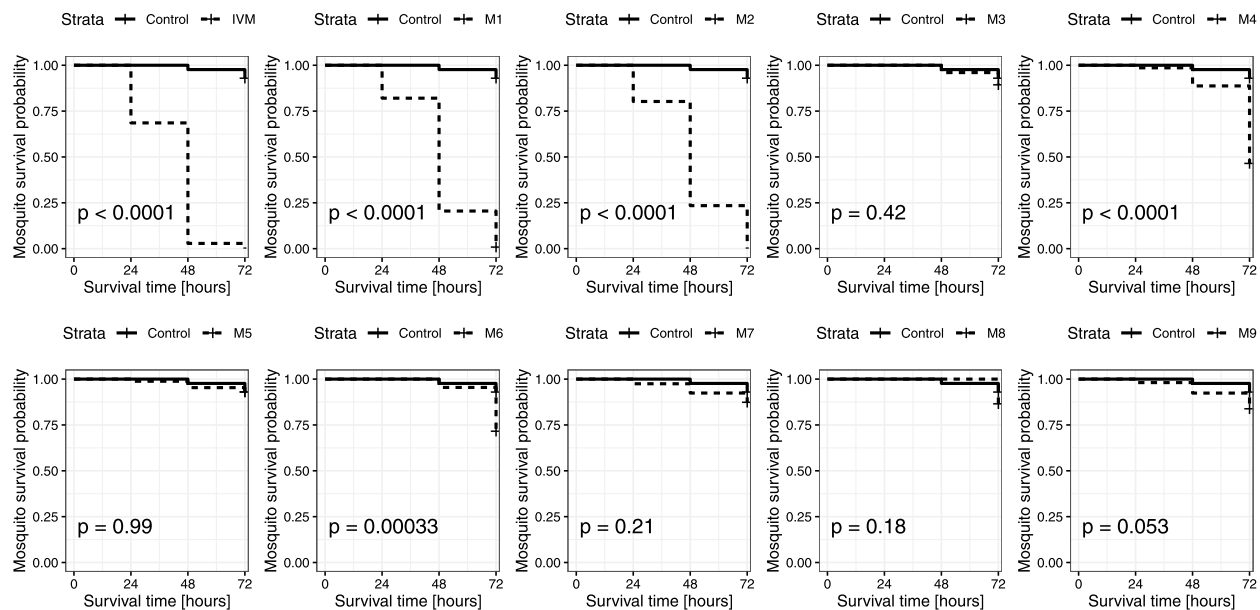 Strata Control IVM Strata Control M1 Strata Control M2 Strata Control M3 Strata Control M4
Mosquito survival probability
1.00
0.75
0.50
0.25
0.00
p < 0.0001
0 24 48 72
Survival time [hours]
Mosquito survival probability
1.00
0.75
0.50
0.25
0.00
p < 0.0001
0 24 48 72
Survival time [hours]
Mosquito survival probability
1.00
0.75
0.50
0.25
0.00
p < 0.0001
0 24 48 72
Survival time [hours]
Mosquito survival probability
1.00
0.75
0.50
0.25
0.00
p = 0.42
0 24 48 72
Survival time [hours]
Mosquito survival probability
1.00
0.75
0.50
0.25
0.00
p < 0.0001
0 24 48 72
Survival time [hours]
Strata Control M5 Strata Control M6 Strata Control M7 Strata Control M8 Strata Control M9
Mosquito survival probability
1.00
0.75
0.50
0.25
0.00
p = 0.99
0 24 48 72
Survival time [hours]
Mosquito survival probability
1.00
0.75
0.50
0.25
0.00
p = 0.00033
0 24 48 72
Survival time [hours]
Mosquito survival probability
1.00
0.75
0.50
0.25
0.00
p = 0.21
0 24 48 72
Survival time [hours]
Mosquito survival probability
1.00
0.75
0.50
0.25
0.00
p = 0.18
0 24 48 72
Survival time [hours]
Mosquito survival probability
1.00
0.75
0.50
0.25
0.00
p = 0.053
0 24 48 72
Survival time [hours]